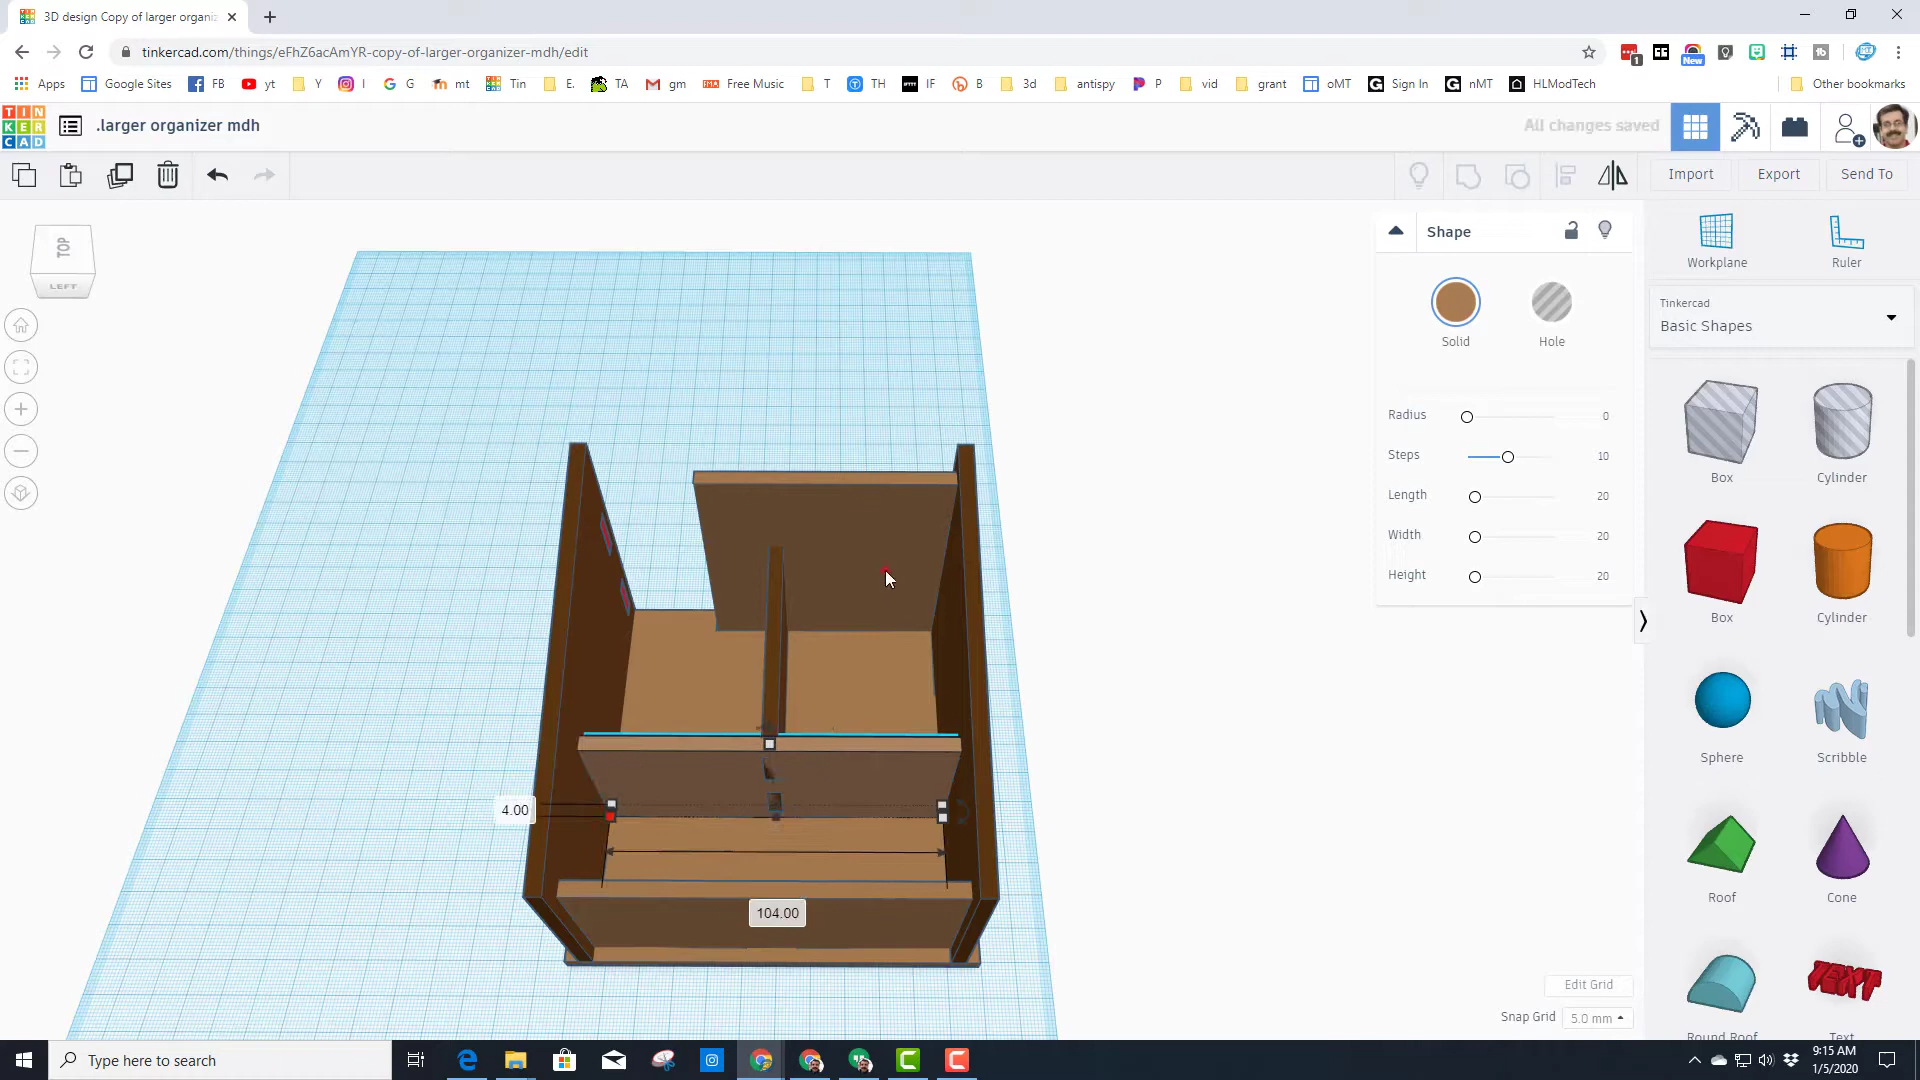 3D design Copy of larger organiz
tinkercad.com/things/eFhZ6acAmYR-copy-of-larger-organizer-mdh/edit
1
New
Apps Google Sites FB yt Y I G mt Tin E. TA gm Free Music T TH IF B 3d antispy P vid grant oMT Sign In nMT HLModTech Other bookmarks
TINKERCAD
.larger organizer mdh
All changes saved
Import Export Send To
TOP
LEFT
Shape
Solid Hole
Radius 0
Steps 10
Length 20
Width 20
Height 20
4.00
104.00
Workplane Ruler
Tinkercad
Basic Shapes
Box Cylinder
Box Cylinder
Sphere Scribble
Roof Cone
Round Roof Text
TEXT
Edit Grid
Snap Grid 5.0 mm
Type here to search
9:15 AM
1/5/2020